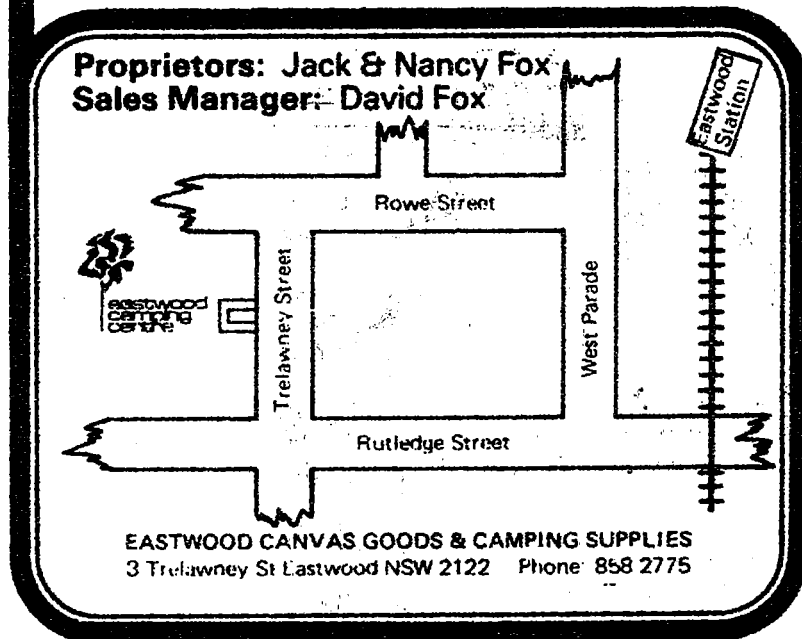 Proprietors: Jack & Nancy Fox
Sales Manager: David Fox
Eastwood
Station
Rowe Street
Trelawney Street
West Parade
eastwood
camping
centre
Rutledge Street
EASTWOOD CANVAS GOODS & CAMPING SUPPLIES
3 Trelawney St Eastwood NSW 2122 Phone: 858 2775